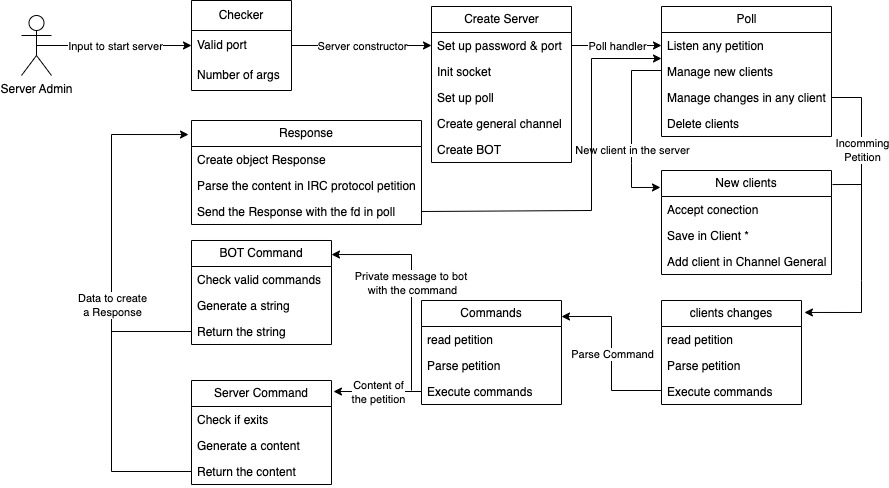 Server Admin
Input to start server
Checker
Valid port
Number of args
Server constructor
Create Server
Set up password & port
Init socket
Set up poll
Create general channel
Create BOT
Poll handler
Poll
Listen any petition
Manage new clients
Manage changes in any client
Delete clients
Incomming
Petition
New client in the server
New clients
Accept conection
Save in Client *
Add client in Channel General
Response
Create object Response
Parse the content in IRC protocol petition
Send the Response with the fd in poll
BOT Command
Check valid commands
Generate a string
Return the string
Private message to bot
with the command
Data to create
a Response
Commands
read petition
Parse petition
Execute commands
Parse Command
clients changes
read petition
Parse petition
Execute commands
Content of
the petition
Server Command
Check if exits
Generate a content
Return the content